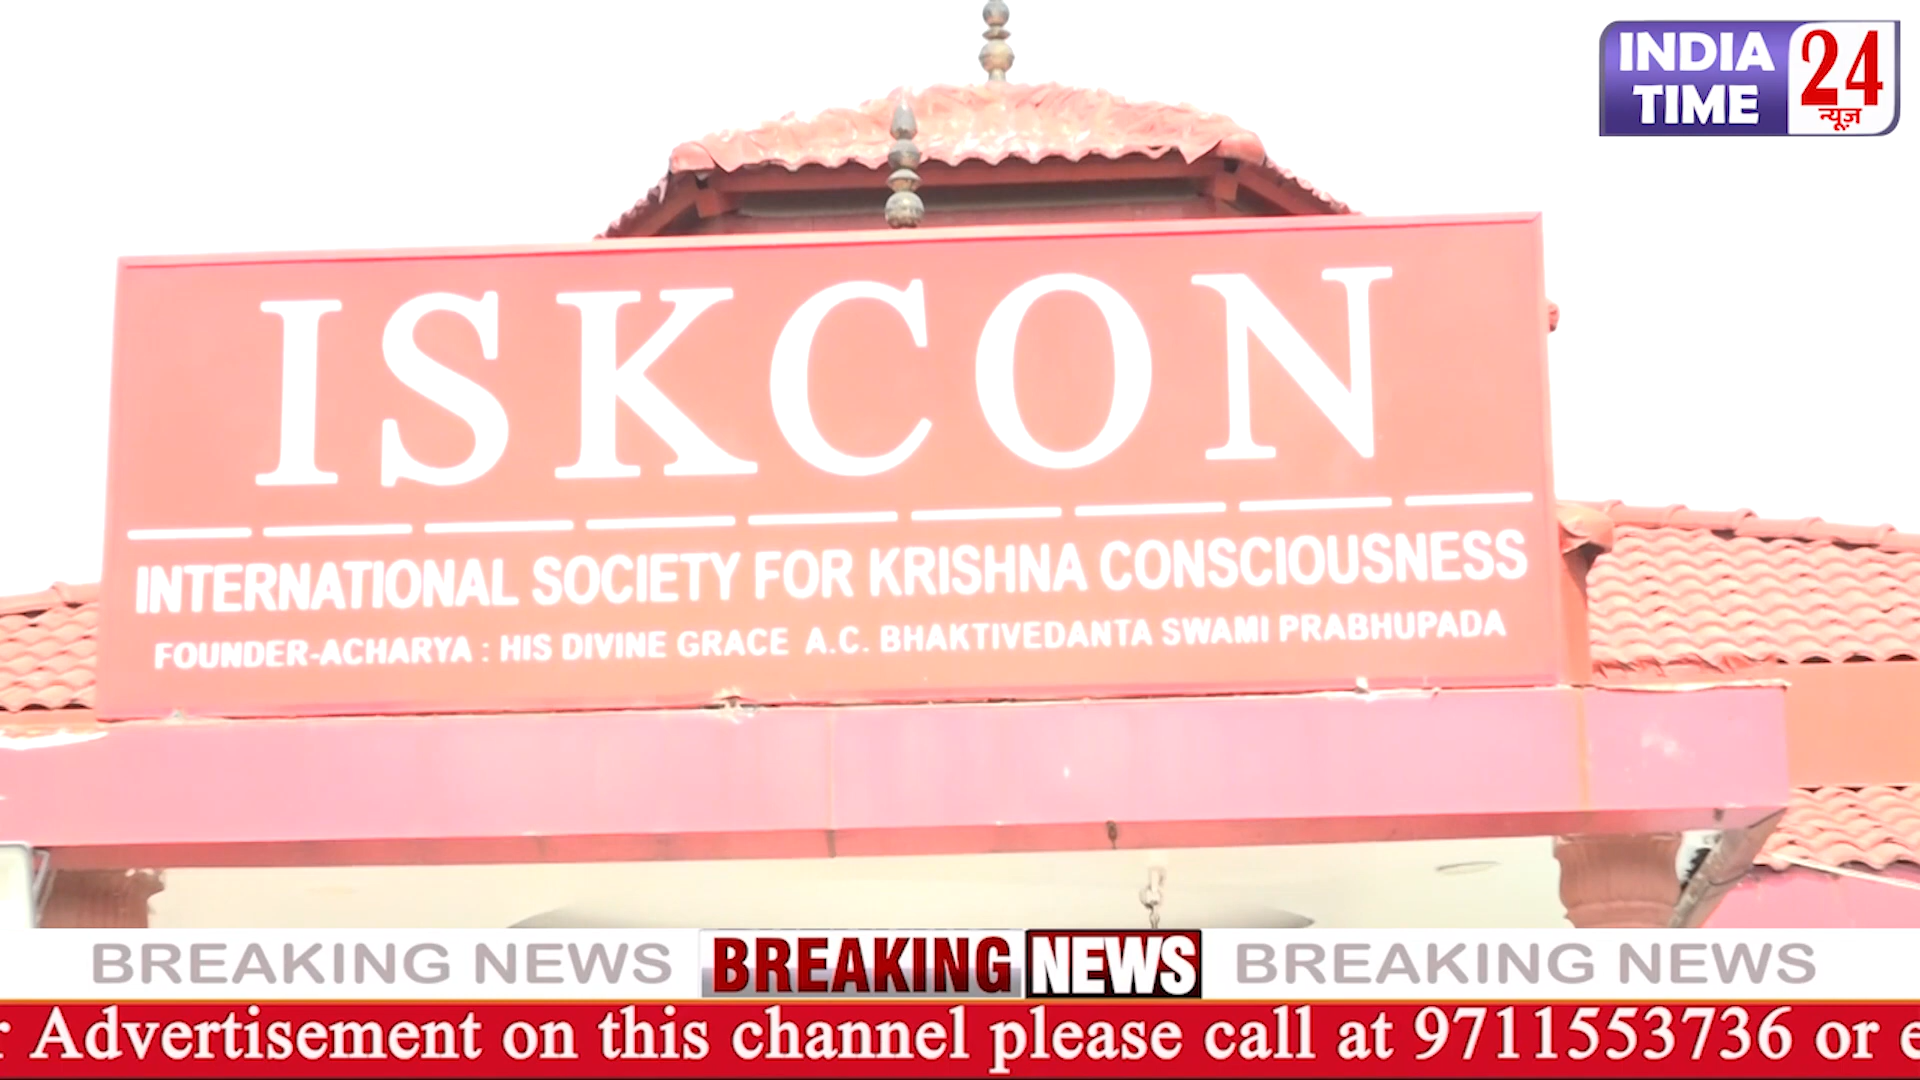 INDIA
TIME
24
न्यूज़
ISKCON
INTERNATIONAL SOCIETY FOR KRISHNA CONSCIOUSNESS
FOUNDER-ACHARYA : HIS DIVINE GRACE A.C. BHAKTIVEDANTA SWAMI PRABHUPADA
BREAKING NEWS BREAKING NEWS BREAKING NEWS
Advertisement on this channel please call at 9711553736 or